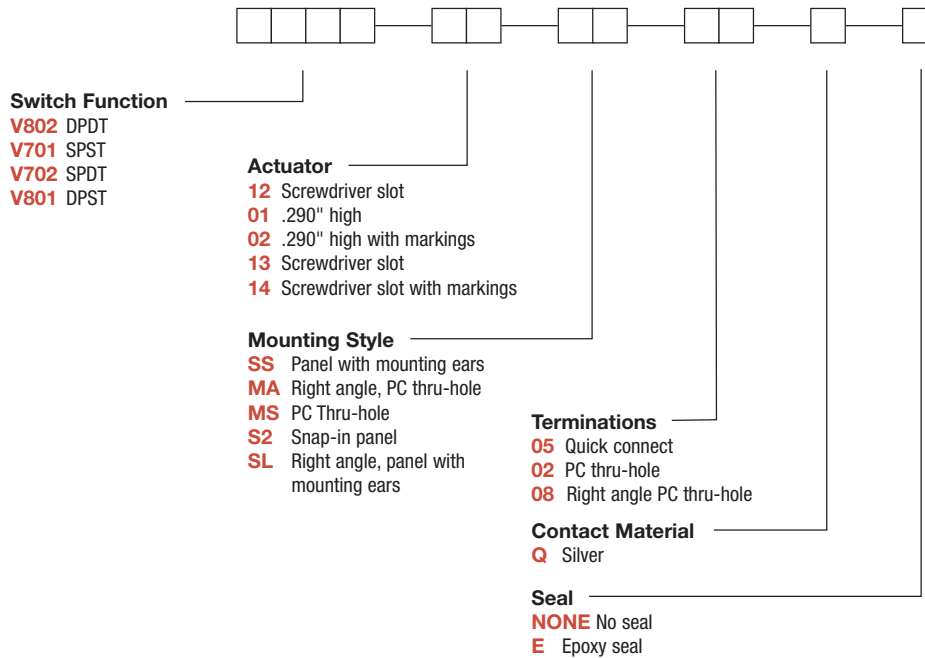 Switch Function
V802 DPDT
V701 SPST
V702 SPDT
V801 DPST
Actuator
12 Screwdriver slot
01 .290" high
02 .290" high with markings
13 Screwdriver slot
14 Screwdriver slot with markings
Mounting Style
SS Panel with mounting ears
MA Right angle, PC thru-hole
MS PC Thru-hole
S2 Snap-in panel
SL Right angle, panel with
mounting ears
Terminations
05 Quick connect
02 PC thru-hole
08 Right angle PC thru-hole
Contact Material
Q Silver
Seal
NONE No seal
E Epoxy seal